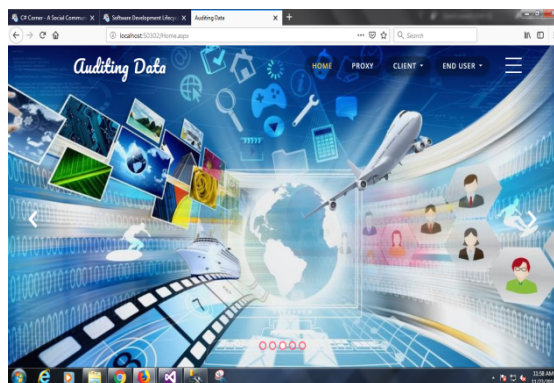 C# Corner - A Social Commun
Software Development Lifecyc
Auditing Data
localhost:50302/Home.aspx
Search
Auditing Data
HOME
PROXY
CLIENT
END USER
11:58 AM